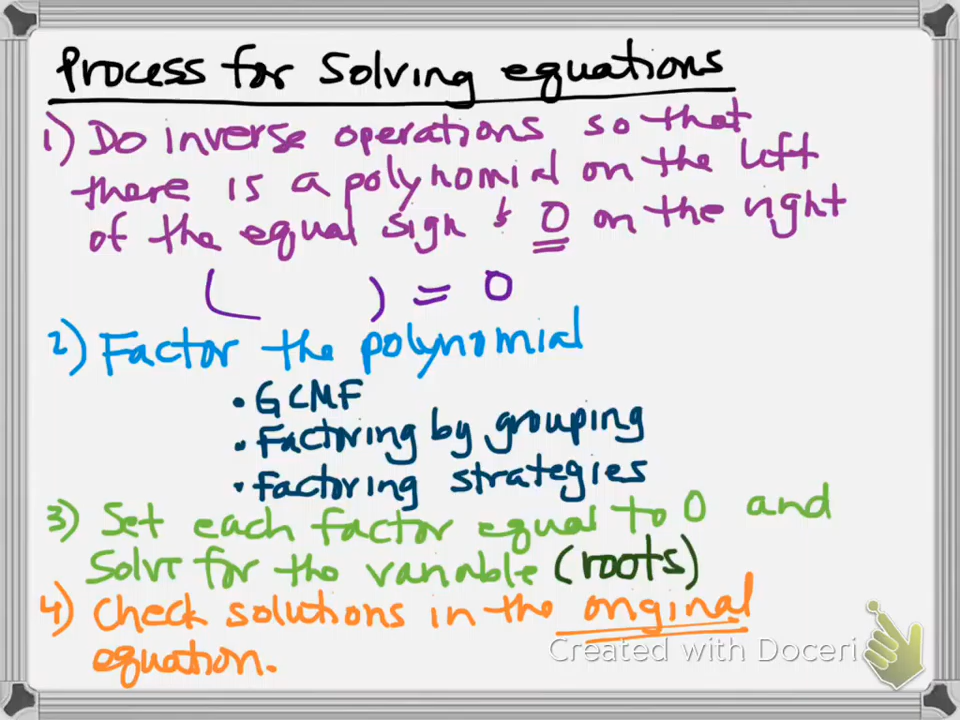 Process for Solving equations
1) Do inverse operations so that
there is a polynomial on the left
of the equal sign & 0 on the right
( ) = 0
2) Factor the polynomial
• GCMF
• Factoring by grouping
• Factoring strategies
3) Set each factor equal to 0 and
Solve for the variable (roots)
4) Check solutions in the original
equation.
Created with Doceri